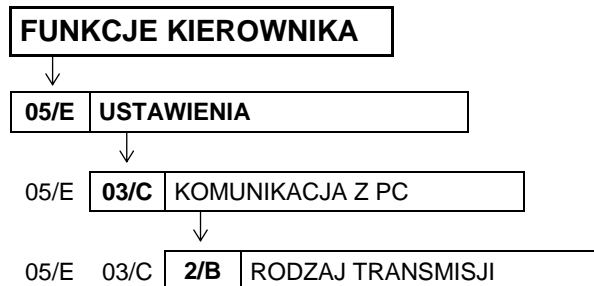 FUNKCJE KIEROWNIKA
05/E USTAWIENIA
05/E 03/C KOMUNIKACJA Z PC
05/E 03/C 2/B RODZAJ TRANSMISJI